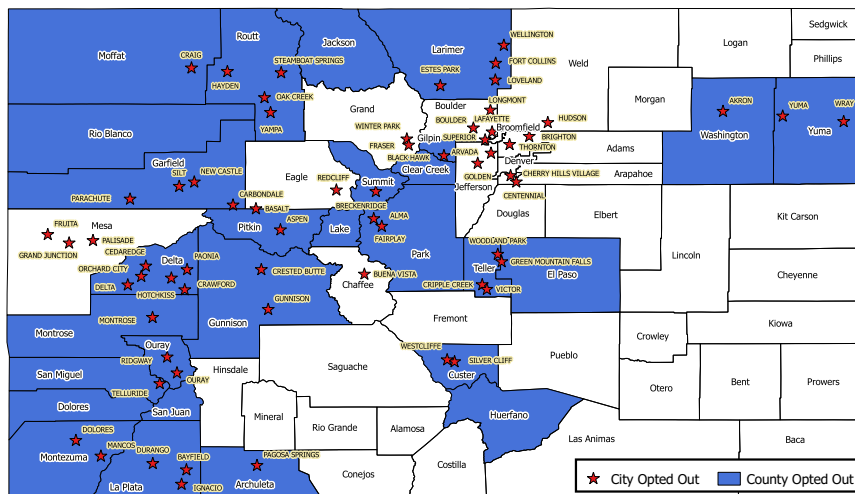 Moffat
Routt
Jackson
Larimer
Weld
Logan
Sedgwick
Phillips
CRAIG
HAYDEN
STEAMBOAT SPRINGS
WELLINGTON
FORT COLLINS
LOVELAND
ESTES PARK
OAK CREEK
YAMPA
Grand
Boulder
LONGMONT
Morgan
AKRON
YUMA
WRAY
Washington
Yuma
Rio Blanco
WINTER PARK
FRASER
BOULDER
LAFAYETTE
HUDSON
Gilpin
SUPERIOR
Broomfield
BRIGHTON
THORNTON
Adams
BLACK HAWK
ARVADA
Denver
Clear Creek
GOLDEN
CHERRY HILLS VILLAGE
Arapahoe
Garfield
SILT
NEW CASTLE
PARACHUTE
CARBONDALE
BASALT
Eagle
REDCLIFF
Summit
Jefferson
CENTENNIAL
BRECKENRIDGE
ALMA
FAIRPLAY
Douglas
Elbert
Kit Carson
Mesa
FRUITA
PALISADE
GRAND JUNCTION
Pitkin
ASPEN
Lake
Park
WOODLAND PARK
GREEN MOUNTAIN FALLS
Teller
El Paso
Lincoln
Cheyenne
CEDAREDGE
Delta
PAONIA
ORCHARD CITY
DELTA
HOTCHKISS
CRAWFORD
CRESTED BUTTE
GUNNISON
Gunnison
Chaffee
BUENA VISTA
CRIPPLE CREEK
VICTOR
Fremont
Kiowa
Crowley
MONTROSE
Montrose
Ouray
RIDGWAY
OURAY
TELLURIDE
San Miguel
Hinsdale
Saguache
WESTCLIFFE
SILVER CLIFF
Custer
Pueblo
Otero
Bent
Prowers
Dolores
San Juan
Mineral
Rio Grande
Alamosa
Huerfano
Las Animas
Baca
DOLORES
MANCOS
DURANGO
BAYFIELD
PAGOSA SPRINGS
Montezuma
La Plata
IGNACIO
Archuleta
Conejos
Costilla
City Opted Out
County Opted Out